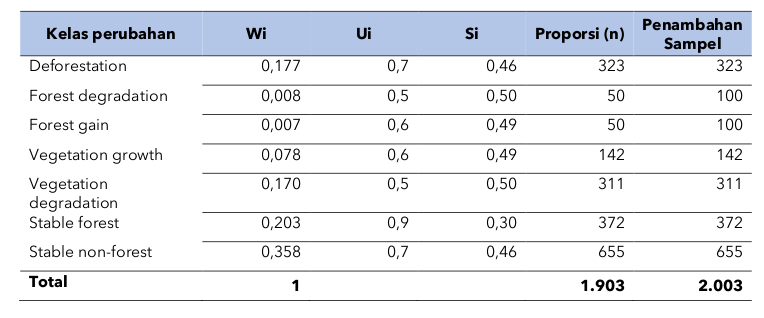 Kelas perubahan Wi Ui Si Proporsi (n) Penambahan Sampel
Deforestation 0,177 0,7 0,46 323 323
Forest degradation 0,008 0,5 0,50 50 100
Forest gain 0,007 0,6 0,49 50 100
Vegetation growth 0,078 0,6 0,49 142 142
Vegetation degradation 0,170 0,5 0,50 311 311
Stable forest 0,203 0,9 0,30 372 372
Stable non-forest 0,358 0,7 0,46 655 655
Total 1 1.903 2.003